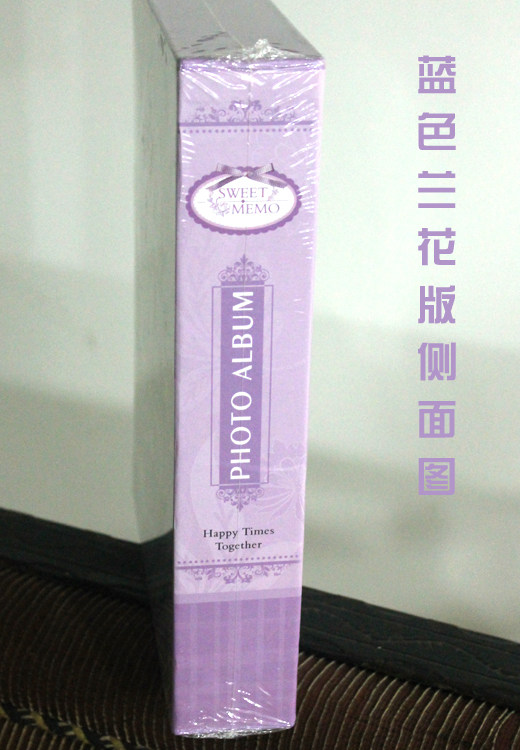 SWEET
MEMO
PHOTO ALBUM
Happy Times
Together
蓝色兰花版侧面图